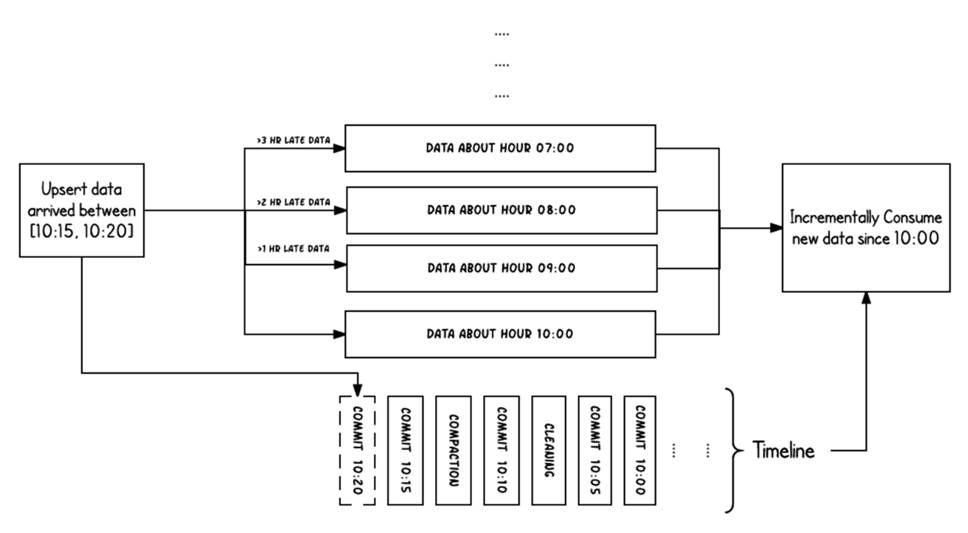 ....
....
....
>3 HR LATE DATA
DATA ABOUT HOUR 07:00
Upsert data
arrived between
[10:15, 10:20]
>2 HR LATE DATA
DATA ABOUT HOUR 08:00
Incrementally Consume
new data since 10:00
>1 HR LATE DATA
DATA ABOUT HOUR 09:00
DATA ABOUT HOUR 10:00
COMMIT 10:20
COMMIT 10:15
COMPACTION
COMMIT 10:10
CLEANING
COMMIT 10:05
COMMIT 10:00
....
....
Timeline